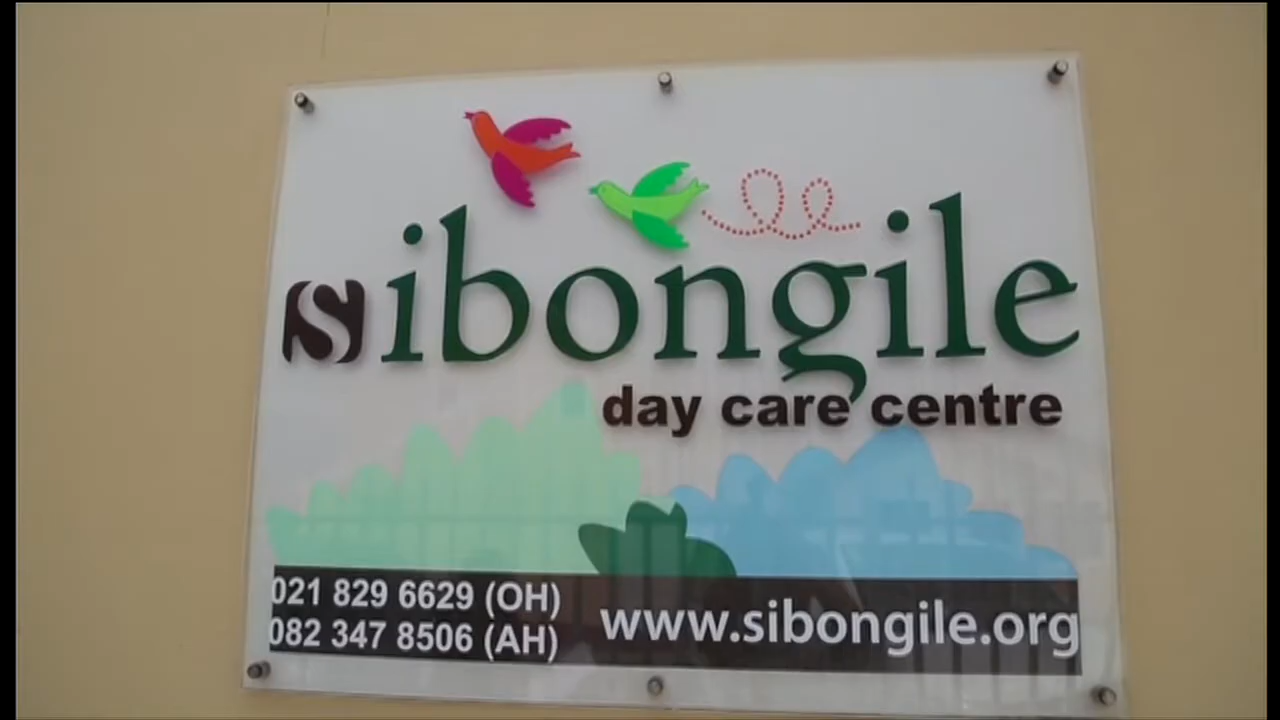 sibongile
day care centre
021 829 6629 (OH)
082 347 8506 (AH)
www.sibongile.org